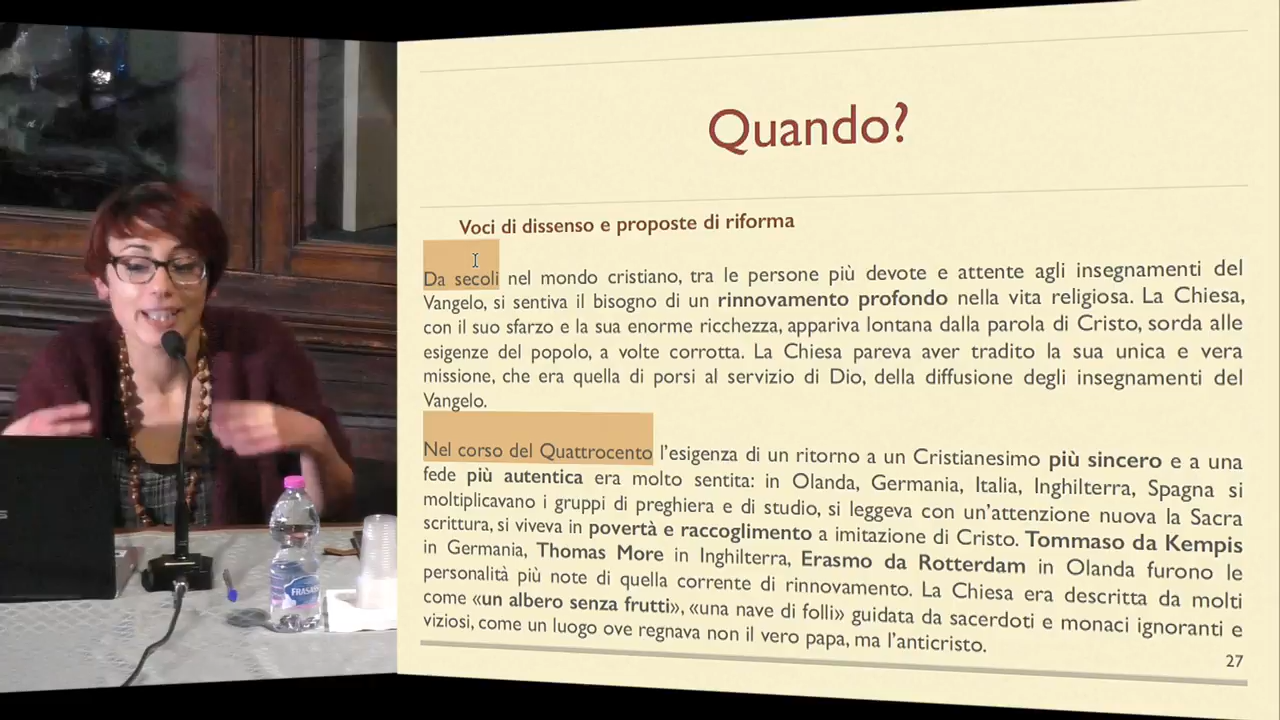 Quando?
Voci di dissenso e proposte di riforma
Da secoli nel mondo cristiano, tra le persone più devote e attente agli insegnamenti del
Vangelo, si sentiva il bisogno di un rinnovamento profondo nella vita religiosa. La Chiesa,
con il suo sfarzo e la sua enorme ricchezza, appariva lontana dalla parola di Cristo, sorda alle
esigenze del popolo, a volte corrotta. La Chiesa pareva aver tradito la sua unica e vera
missione, che era quella di porsi al servizio di Dio, della diffusione degli insegnamenti del
Vangelo.
Nel corso del Quattrocento l'esigenza di un ritorno a un Cristianesimo più sincero e a una
fede più autentica era molto sentita: in Olanda, Germania, Italia, Inghilterra, Spagna si
moltiplicavano i gruppi di preghiera e di studio, si leggeva con un'attenzione nuova la Sacra
scrittura, si viveva in povertà e raccoglimento a imitazione di Cristo. Tommaso da Kempis
in Germania, Thomas More in Inghilterra, Erasmo da Rotterdam in Olanda furono le
personalità più note di quella corrente di rinnovamento. La Chiesa era descritta da molti
come «un albero senza frutti», «una nave di folli» guidata da sacerdoti e monaci ignoranti e
viziosi, come un luogo ove regnava non il vero papa, ma l'anticristo.
27